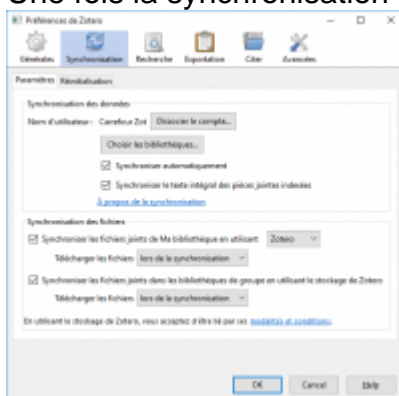 Une fois la synchronisation
Préférences de Zotero
Générales Synchronisation Recherche Exportation Citer Avancées
Paramètres Réinitialisation
Synchronisation des données
Nom d'utilisateur : Carrefour Zot Dissocier le compte...
Choisir les bibliothèques...
Synchroniser automatiquement
Synchroniser le texte intégral des pièces jointes indexées
À propos de la synchronisation
Synchronisation des fichiers
Synchroniser les fichiers joints de Ma bibliothèque en utilisant Zotero
Télécharger les fichiers lors de la synchronisation
Synchroniser les fichiers joints dans les bibliothèques de groupe en utilisant le stockage de Zotero
Télécharger les fichiers lors de la synchronisation
En utilisant le stockage de Zotero, vous acceptez d'être lié par ses modalités et conditions.
OK Cancel Help